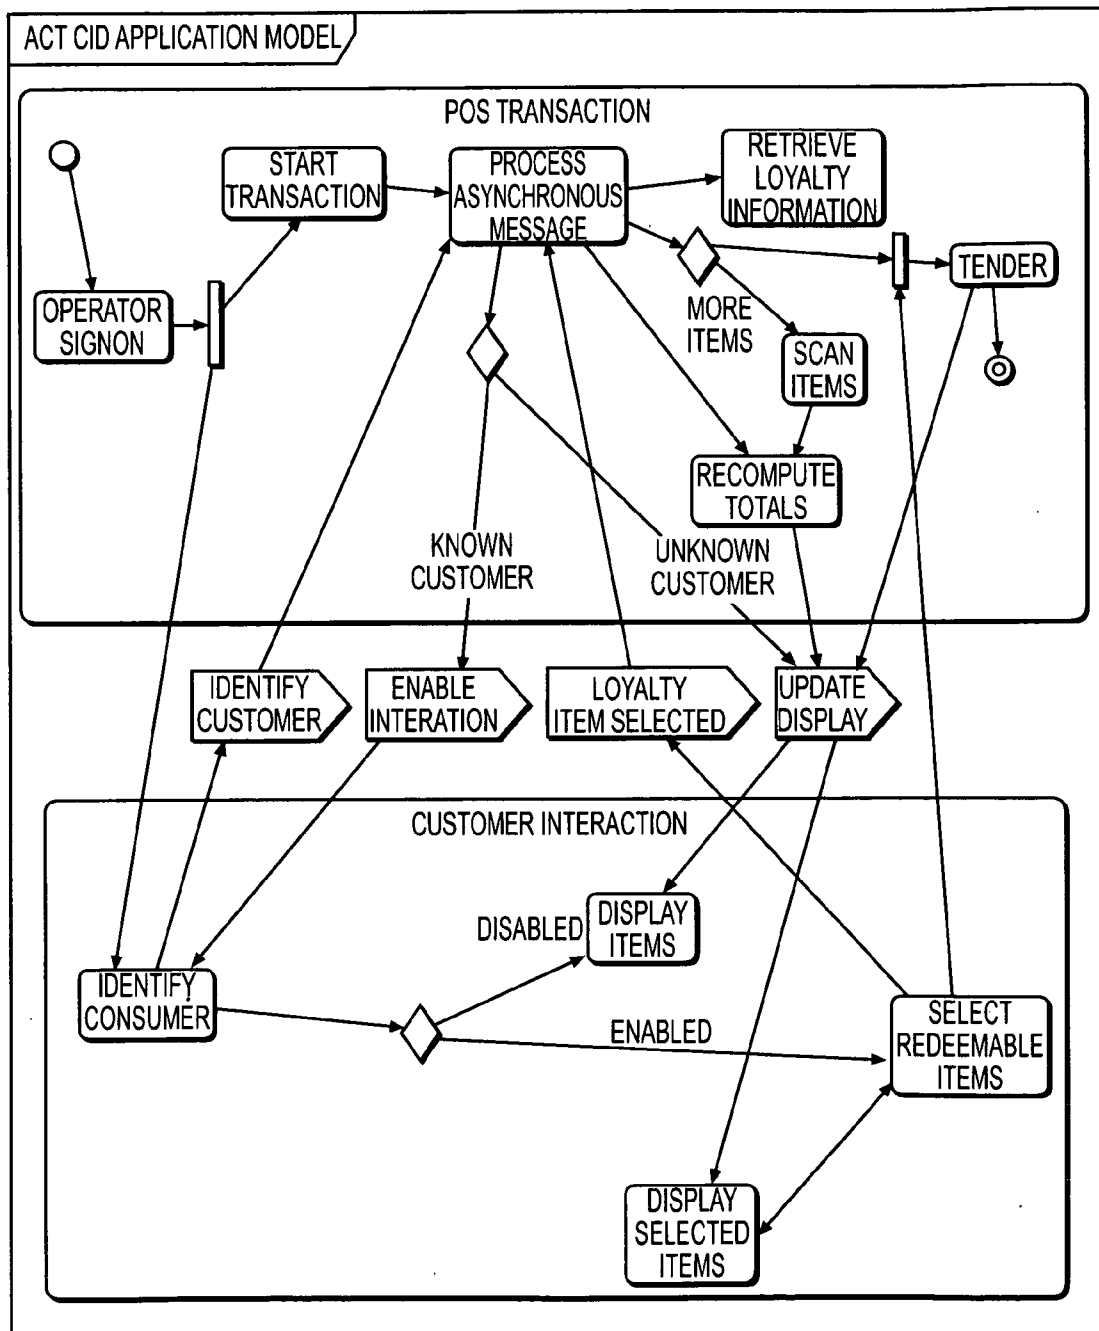 ACT CID APPLICATION MODEL
POS TRANSACTION
START
TRANSACTION
PROCESS
ASYNCHRONOUS
MESSAGE
RETRIEVE
LOYALTY
INFORMATION
OPERATOR
SIGNON
TENDER
MORE
ITEMS
SCAN
ITEMS
RECOMPUTE
TOTALS
KNOWN
CUSTOMER
UNKNOWN
CUSTOMER
IDENTIFY
CUSTOMER
ENABLE
INTERATION
LOYALTY
ITEM SELECTED
UPDATE
DISPLAY
CUSTOMER INTERACTION
DISABLED
DISPLAY
ITEMS
IDENTIFY
CONSUMER
ENABLED
SELECT
REDEEMABLE
ITEMS
DISPLAY
SELECTED
ITEMS